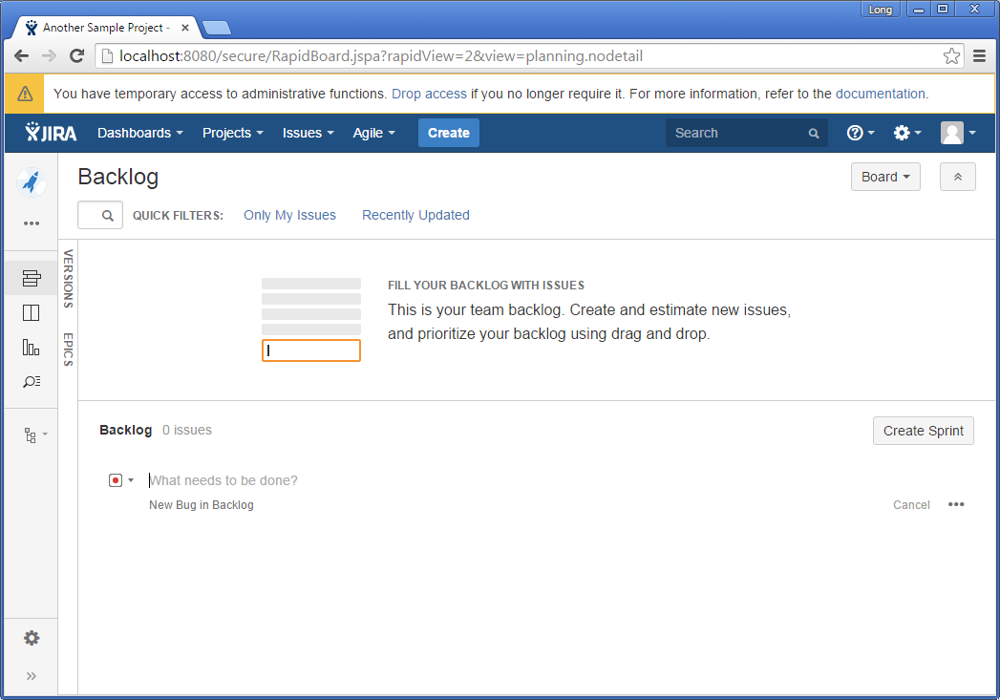 Long
Another Sample Project -
localhost:8080/secure/RapidBoard.jspa?rapidView=2&view=planning.nodetail
You have temporary access to administrative functions. Drop access if you no longer require it. For more information, refer to the documentation.
JIRA Dashboards Projects Issues Agile Create Search
Backlog
Board
QUICK FILTERS: Only My Issues Recently Updated
VERSIONS
EPICS
FILL YOUR BACKLOG WITH ISSUES
This is your team backlog. Create and estimate new issues,
and prioritize your backlog using drag and drop.
Backlog 0 issues
Create Sprint
What needs to be done?
New Bug in Backlog
Cancel